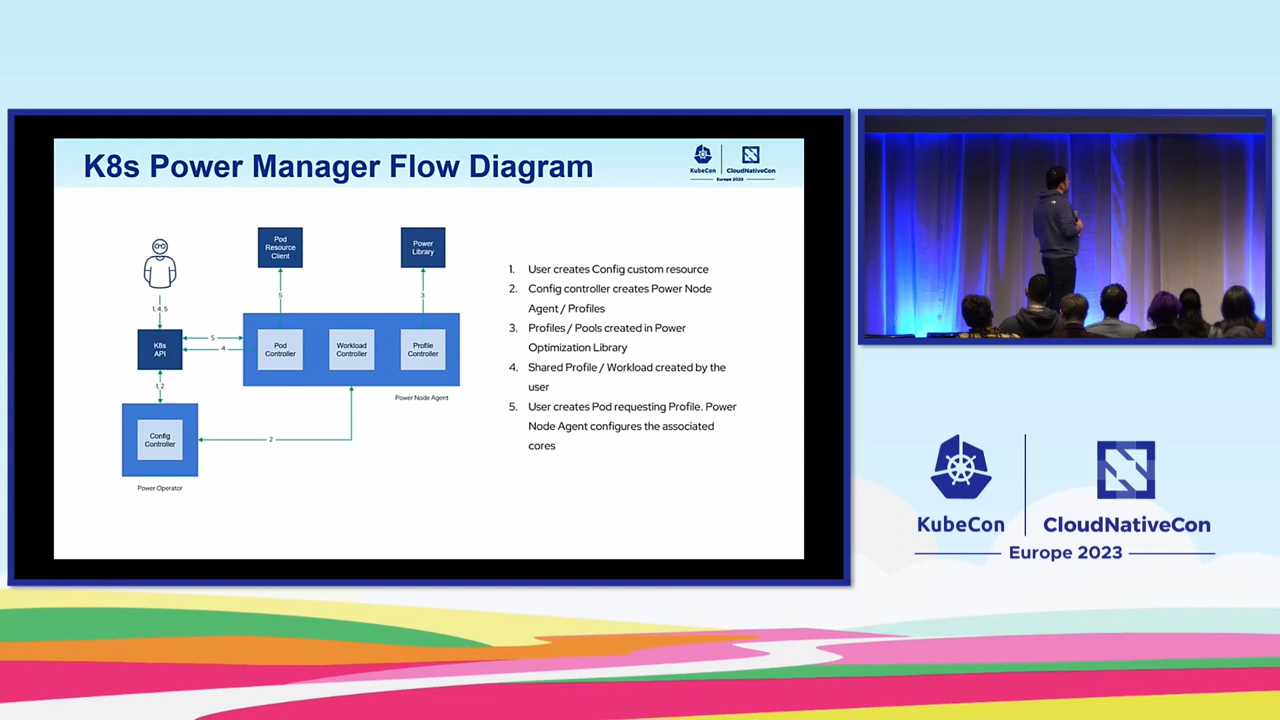 K8s Power Manager Flow Diagram
KubeCon
CloudNativeCon
Europe 2023
Pod
Resource
Client
Power
Library
1, 4, 5
5
3
K8s
API
5
4
Pod
Controller
Workload
Controller
Profile
Controller
Power Node Agent
1, 2
2
Config
Controller
Power Operator
1. User creates Config custom resource
2. Config controller creates Power Node
Agent / Profiles
3. Profiles / Pools created in Power
Optimization Library
4. Shared Profile / Workload created by the
user
5. User creates Pod requesting Profile. Power
Node Agent configures the associated
cores
KubeCon
CloudNativeCon
Europe 2023